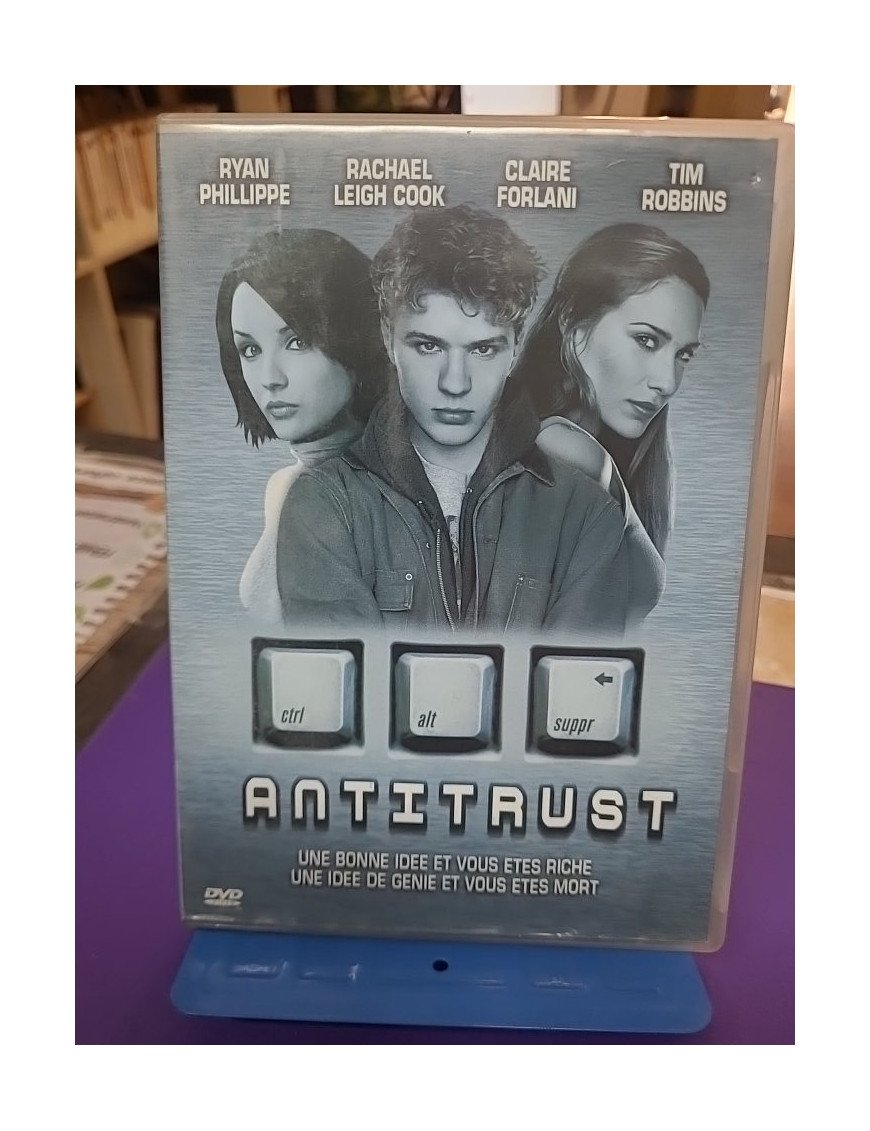 RYAN
PHILLIPPE
RACHAEL
LEIGH COOK
CLAIRE
FORLANI
TIM
ROBBINS
ctrl
alt
suppr
ANTITRUST
UNE BONNE IDEE ET VOUS ETES RICHE
UNE IDEE DE GENIE ET VOUS ETES MORT
DVD